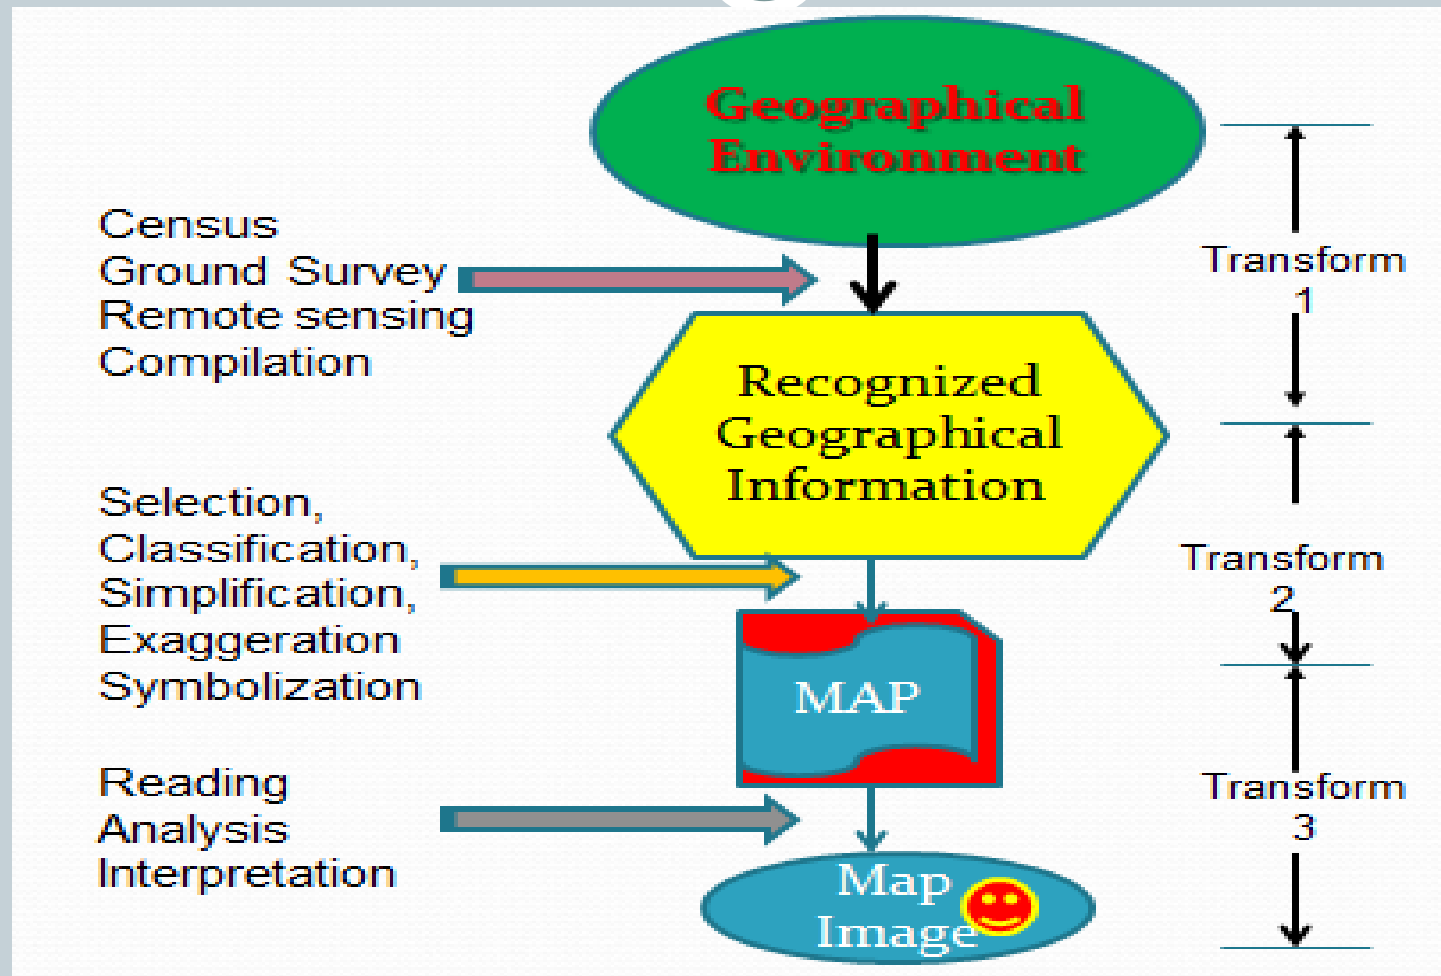 Geographical
Environment
Census
Ground Survey
Remote sensing
Compilation
Transform
1
Recognized
Geographical
Information
Selection,
Classification,
Simplification,
Exaggeration
Symbolization
Transform
2
MAP
Reading
Analysis
Interpretation
Transform
3
Map
Image